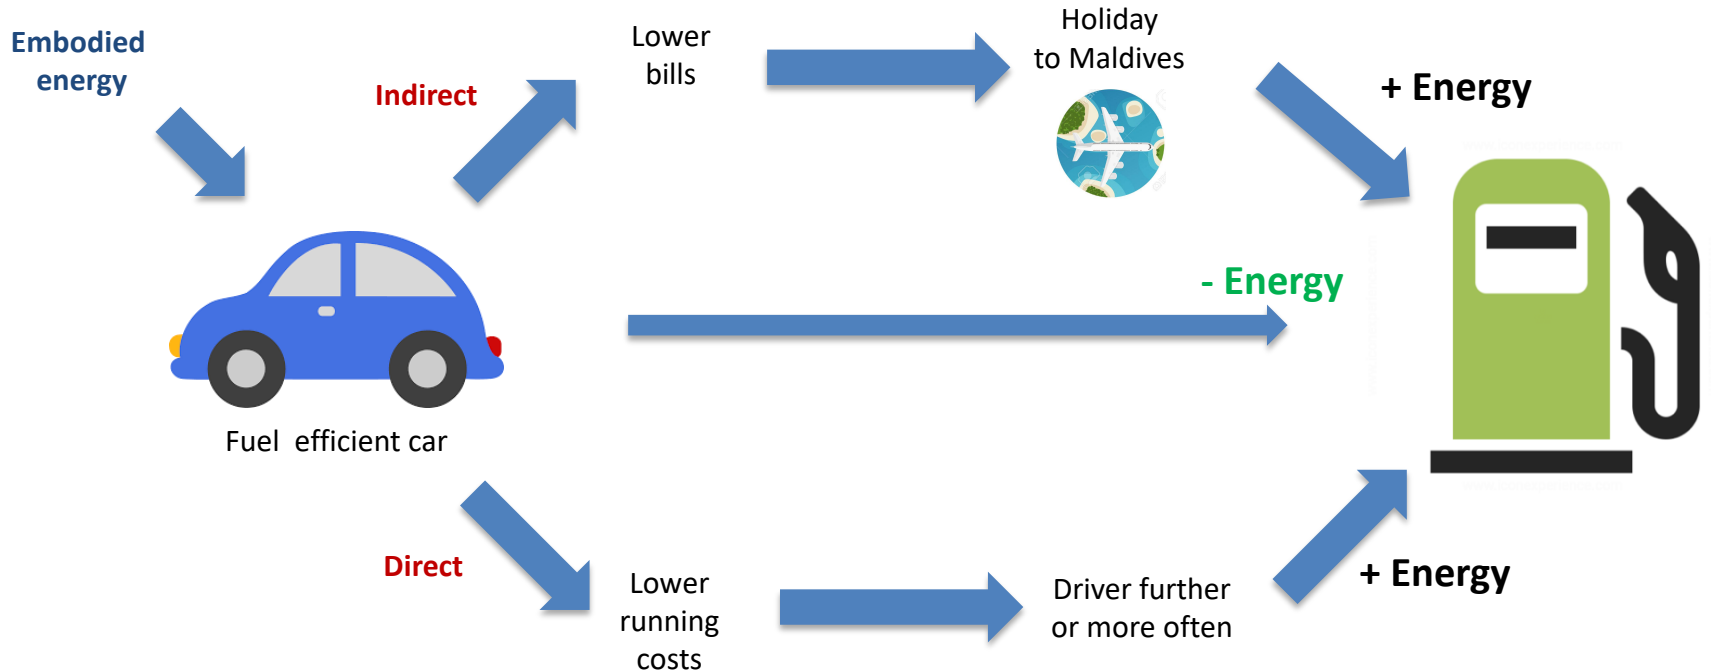 Embodied
energy
Indirect
Lower
bills
Holiday
to Maldives
+ Energy
- Energy
Fuel  efficient car
Direct
Lower
running
costs
Driver further
or more often
+ Energy